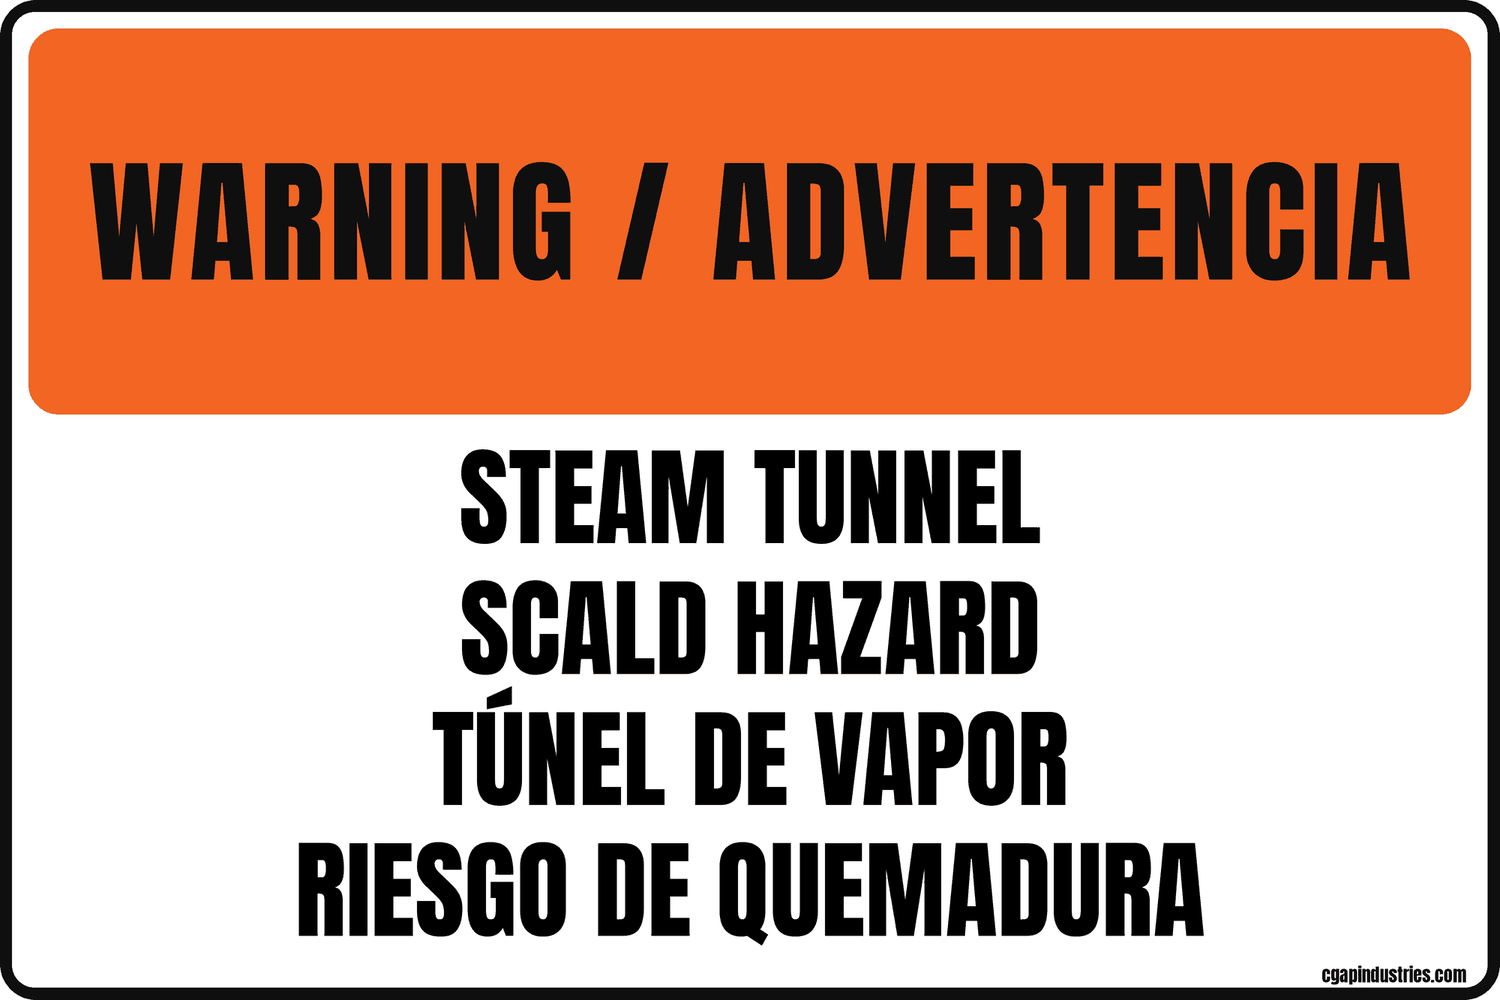 WARNING / ADVERTENCIA
STEAM TUNNEL
SCALD HAZARD
TÚNEL DE VAPOR
RIESGO DE QUEMADURA
cgapindustries.com